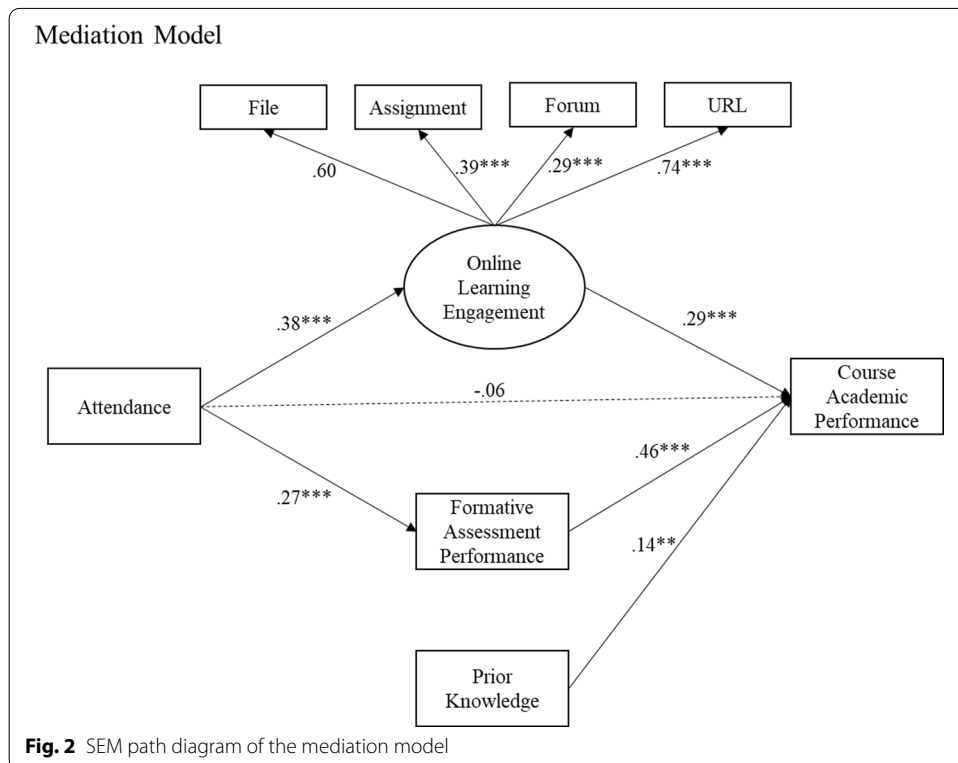 Mediation Model
File
Assignment
Forum
URL
.60
.39***
.29***
.74***
Online
Learning
Engagement
.38***
.29***
Attendance
-.06
Course
Academic
Performance
.27***
.46***
Formative
Assessment
Performance
.14**
Prior
Knowledge
Fig. 2 SEM path diagram of the mediation model